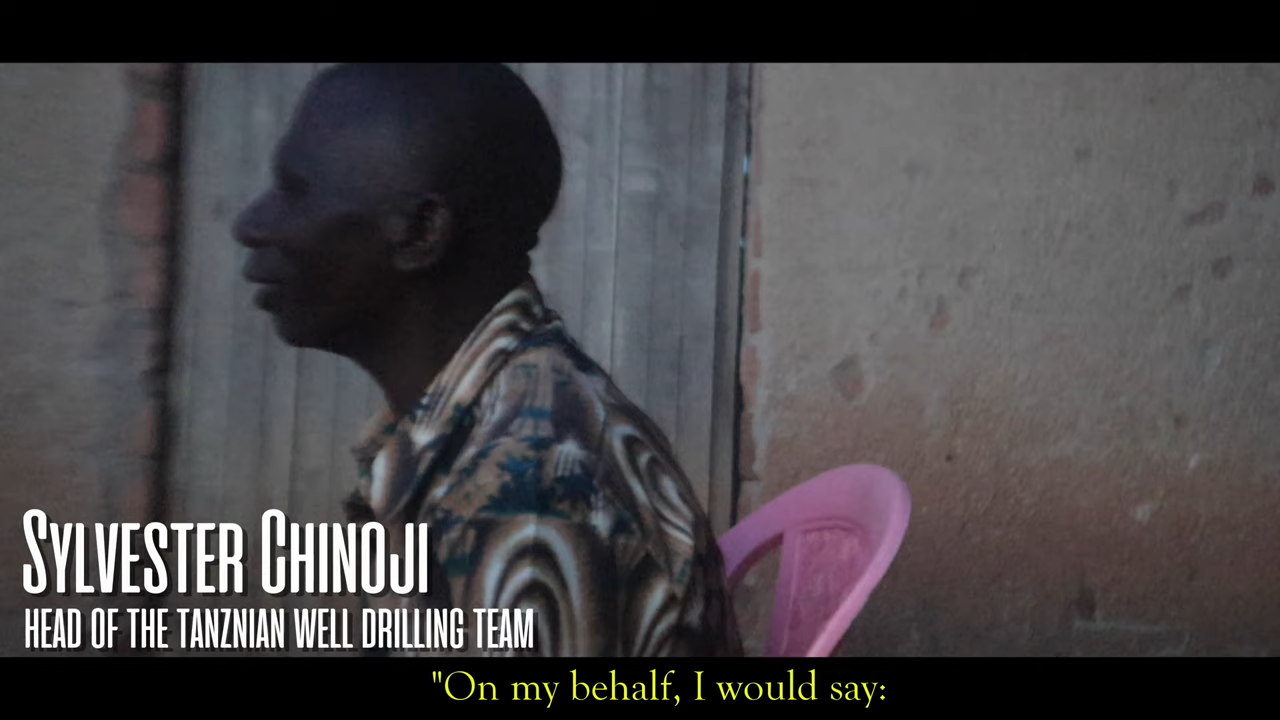 SYLVESTER CHINOJI
HEAD OF THE TANZNIAN WELL DRILLING TEAM
"On my behalf, I would say: